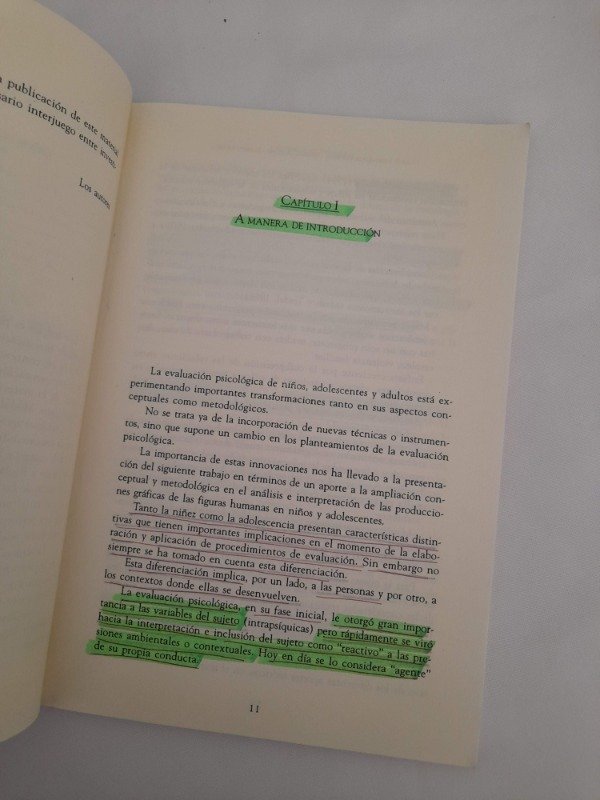 publicación de este material
interjuego entre
Los autores
CAPÍTULO I
A MANERA DE INTRODUCCIÓN
La evaluación psicológica de niños, adolescentes y adultos está ex-
perimentando importantes transformaciones tanto en sus aspectos con-
ceptuales como metodológicos.
No se trata ya de la incorporación de nuevas técnicas o instrumen-
tos, sino que supone un cambio en los planteamientos de la evaluación
psicológica.
La importancia de estas innovaciones nos ha llevado a la presenta-
ción del siguiente trabajo en términos de un aporte a la ampliación con-
ceptual y metodológica en el análisis e interpretación de las produccio-
nes gráficas de las figuras humanas en niños y adolescentes.
Tanto la niñez como la adolescencia presentan características distin-
tivas que tienen importantes implicaciones en el momento de la elabo-
ración y aplicación de procedimientos de evaluación. Sin embargo no
siempre se ha tomado en cuenta esta diferenciación.
Esta diferenciación implica, por un lado, a las personas y por otro, a
los contextos donde ellas se desenvuelven.
La evaluación psicológica, en su fase inicial, le otorgó gran impor-
tancia a las variables del sujeto (intrapsíquicas) pero rápidamente se viró
hacia la interpretación e inclusión del sujeto como "reactivo" a las pre-
siones ambientales o contextuales. Hoy en día se lo considera "agente"
de su propia conducta.
11